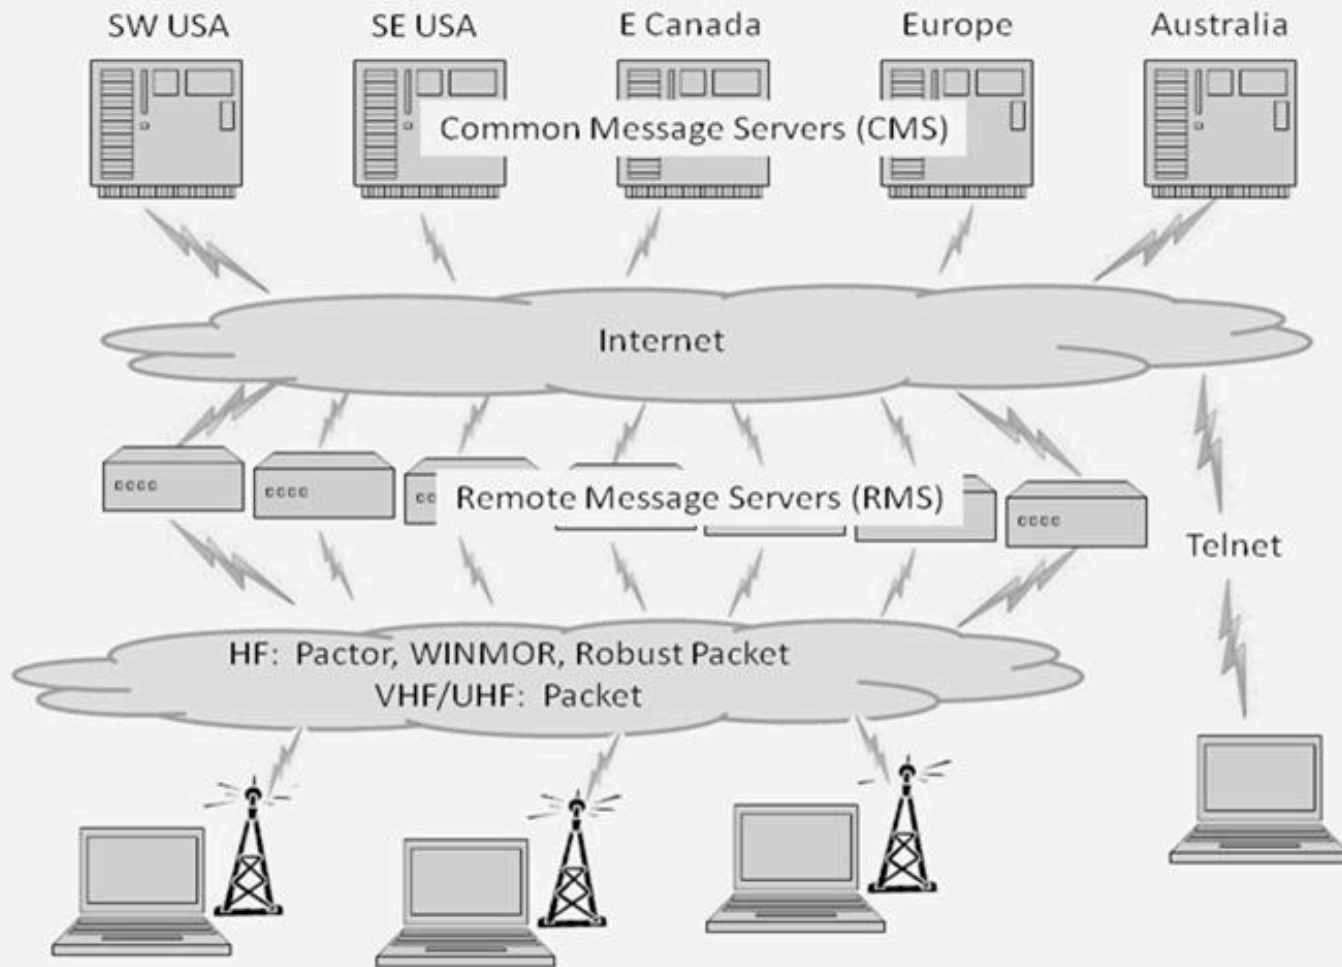 SW USA
SE USA
E Canada
Europe
Australia
Common Message Servers (CMS)
Internet
Remote Message Servers (RMS)
Telnet
HF: Pactor, WINMOR, Robust Packet
VHF/UHF: Packet